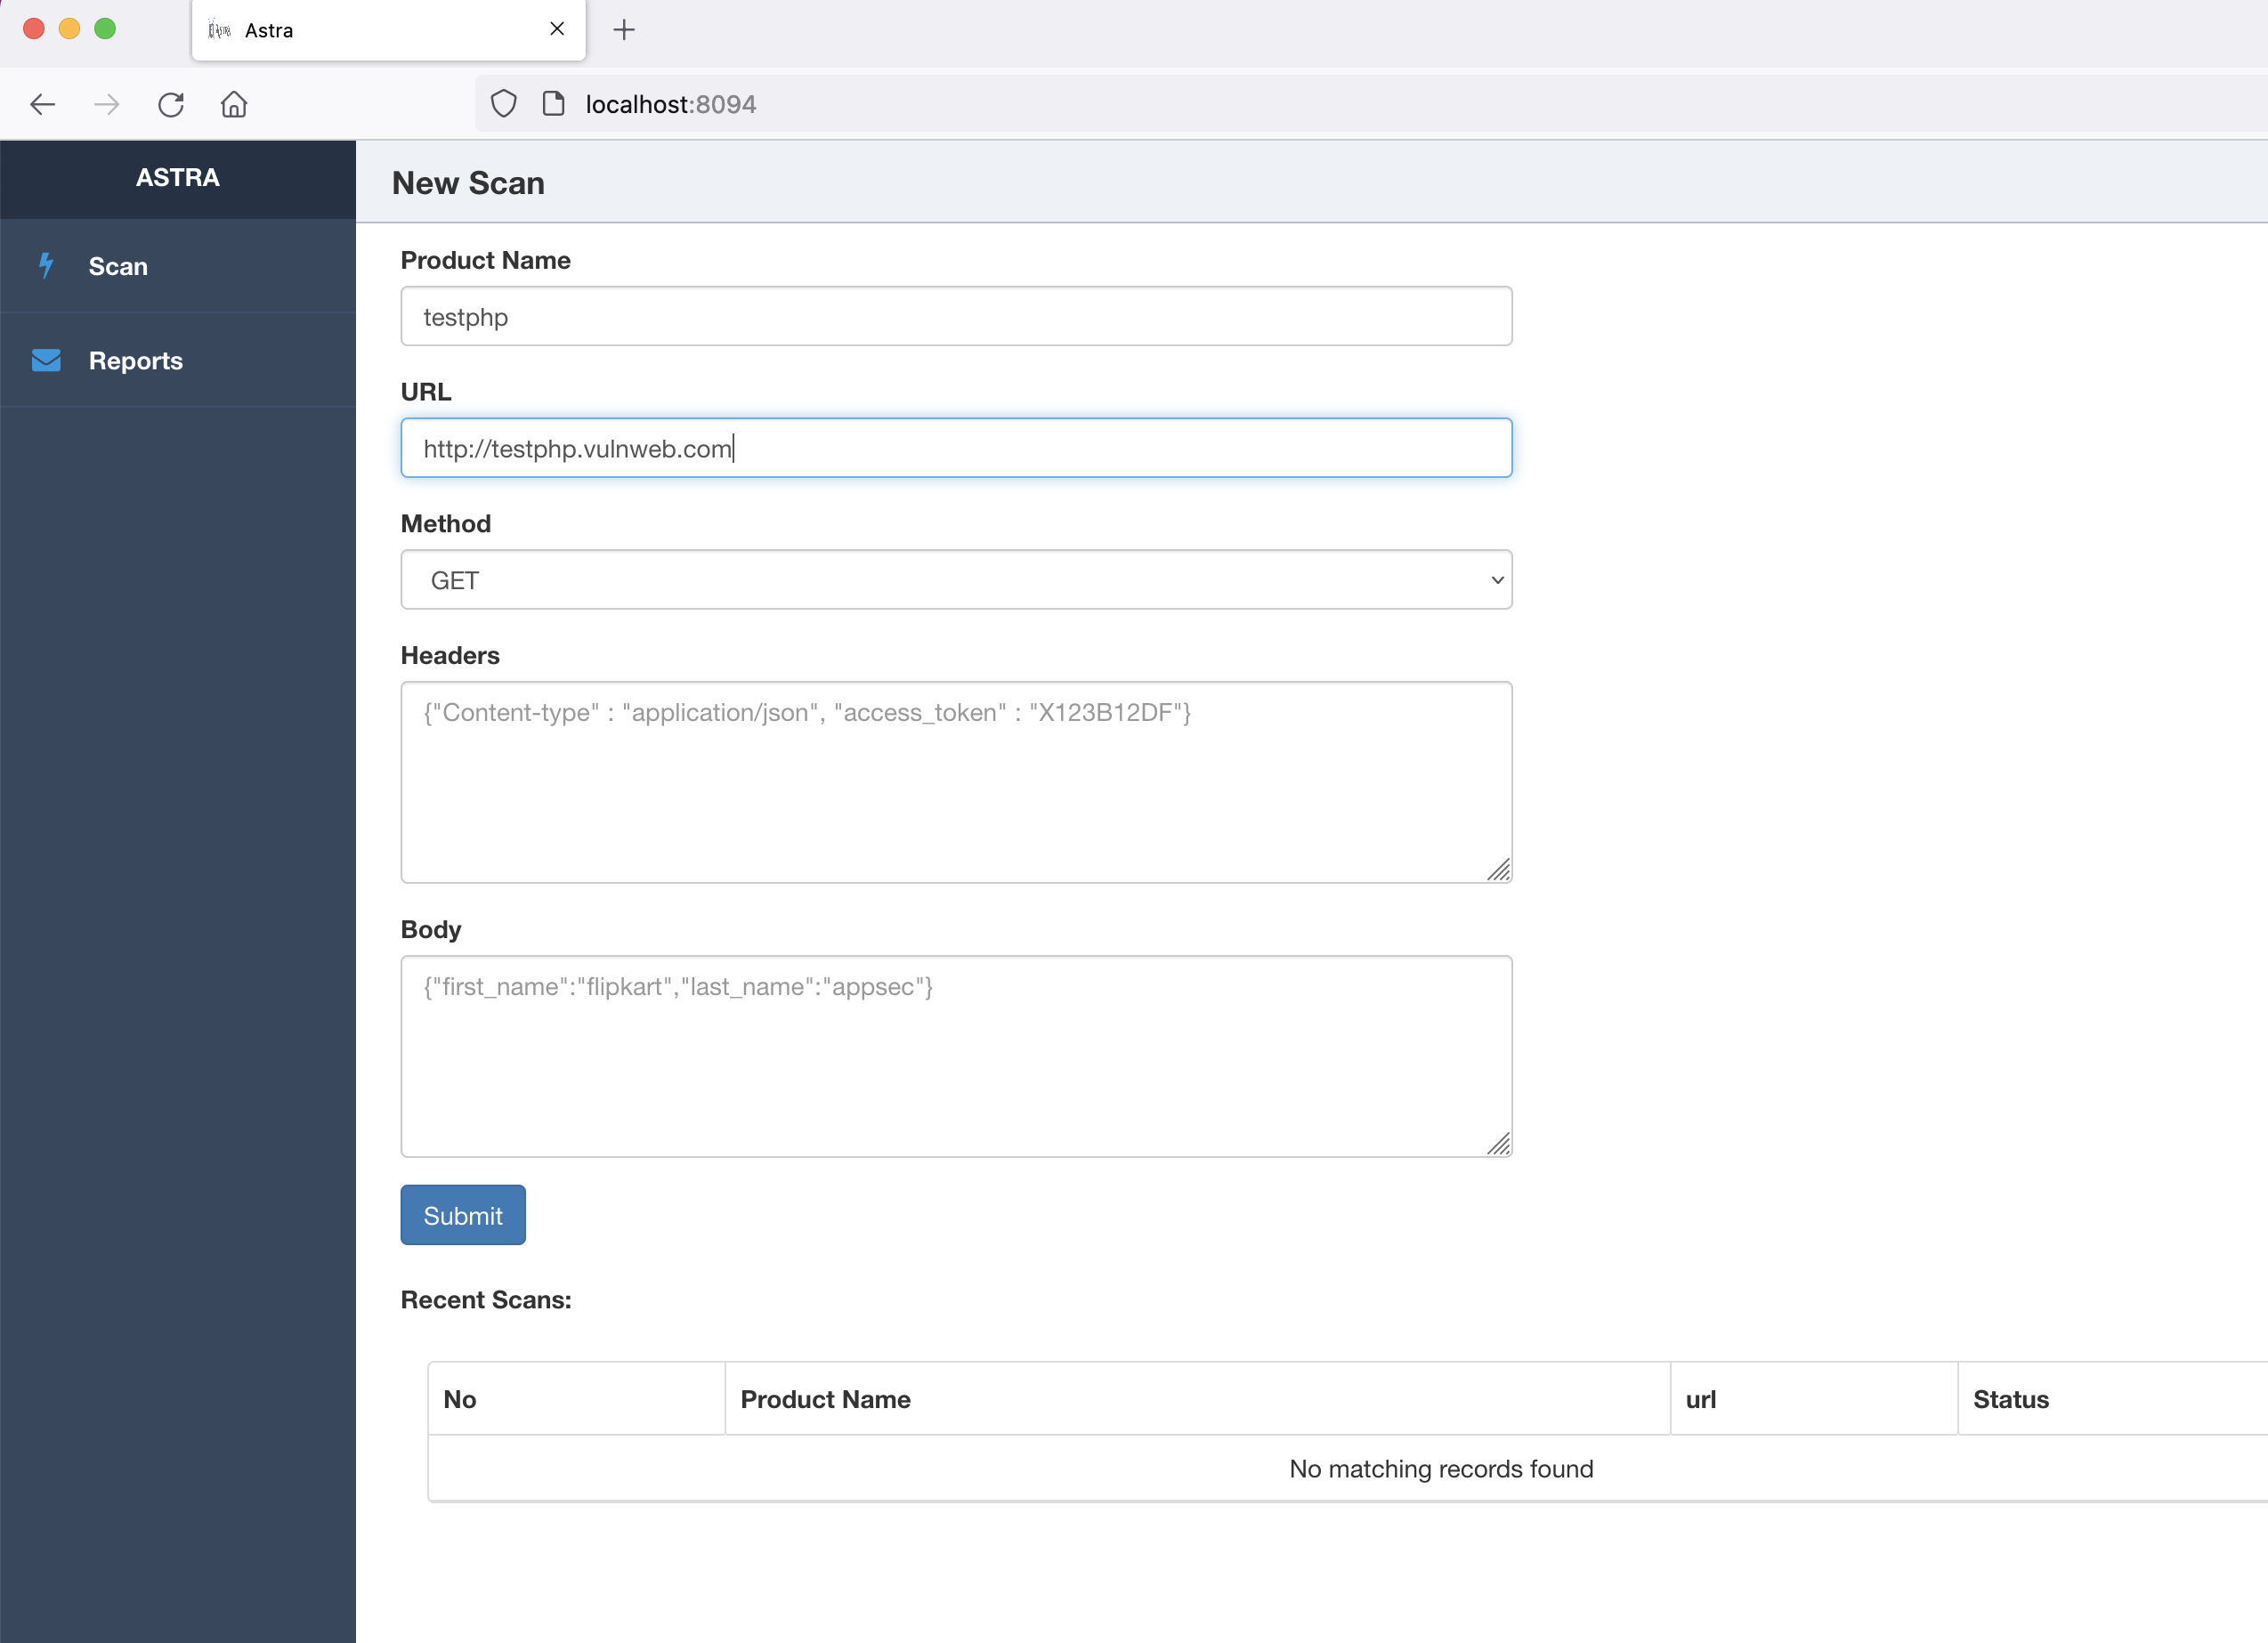 Astra
localhost:8094
ASTRA
Scan
Reports
New Scan
Product Name
testphp
URL
http://testphp.vulnweb.com
Method
GET
Headers
{"Content-type" : "application/json", "access_token" : "X123B12DF"}
Body
{"first_name":"flipkart","last_name":"appsec"}
Submit
Recent Scans:
No Product Name url Status
No matching records found